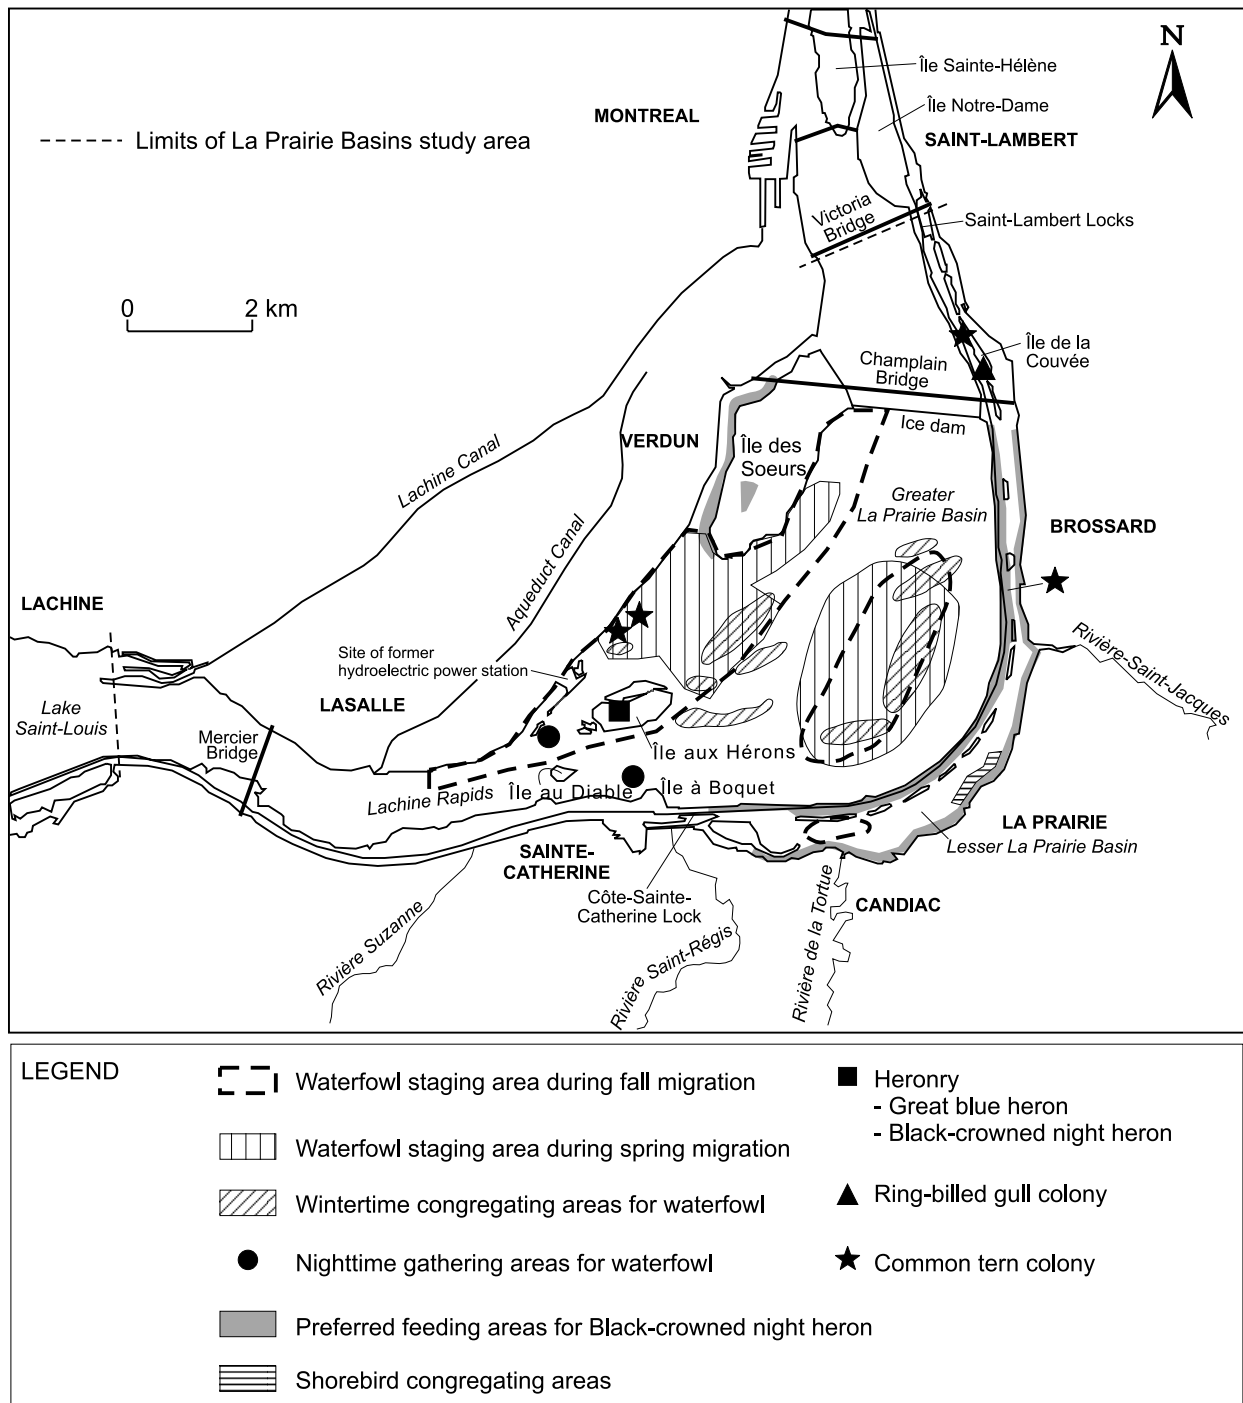 N
Île Sainte-Hélène
Île Notre-Dame
MONTREAL
SAINT-LAMBERT
Limits of La Prairie Basins study area
Victoria
Bridge
Saint-Lambert Locks
0 2 km
Île de la
Couvée
Champlain
Bridge
Ice dam
VERDUN
Île des
Soeurs
Lachine Canal
Greater
La Prairie Basin
BROSSARD
Aqueduct Canal
LACHINE
Rivière-Saint-Jacques
Site of former
hydroelectric power station
LASALLE
Lake
Saint-Louis
Mercier
Bridge
Île aux Hérons
Lachine Rapids
Île au Diable
Île à Boquet
LA PRAIRIE
Lesser La Prairie Basin
SAINTE-
CATHERINE
Côte-Sainte-
Catherine Lock
CANDIAC
Rivière Suzanne
Rivière Saint-Régis
Rivière de la Tortue
LEGEND
Waterfowl staging area during fall migration
Waterfowl staging area during spring migration
Wintertime congregating areas for waterfowl
Nighttime gathering areas for waterfowl
Preferred feeding areas for Black-crowned night heron
Shorebird congregating areas
Heronry
- Great blue heron
- Black-crowned night heron
Ring-billed gull colony
Common tern colony